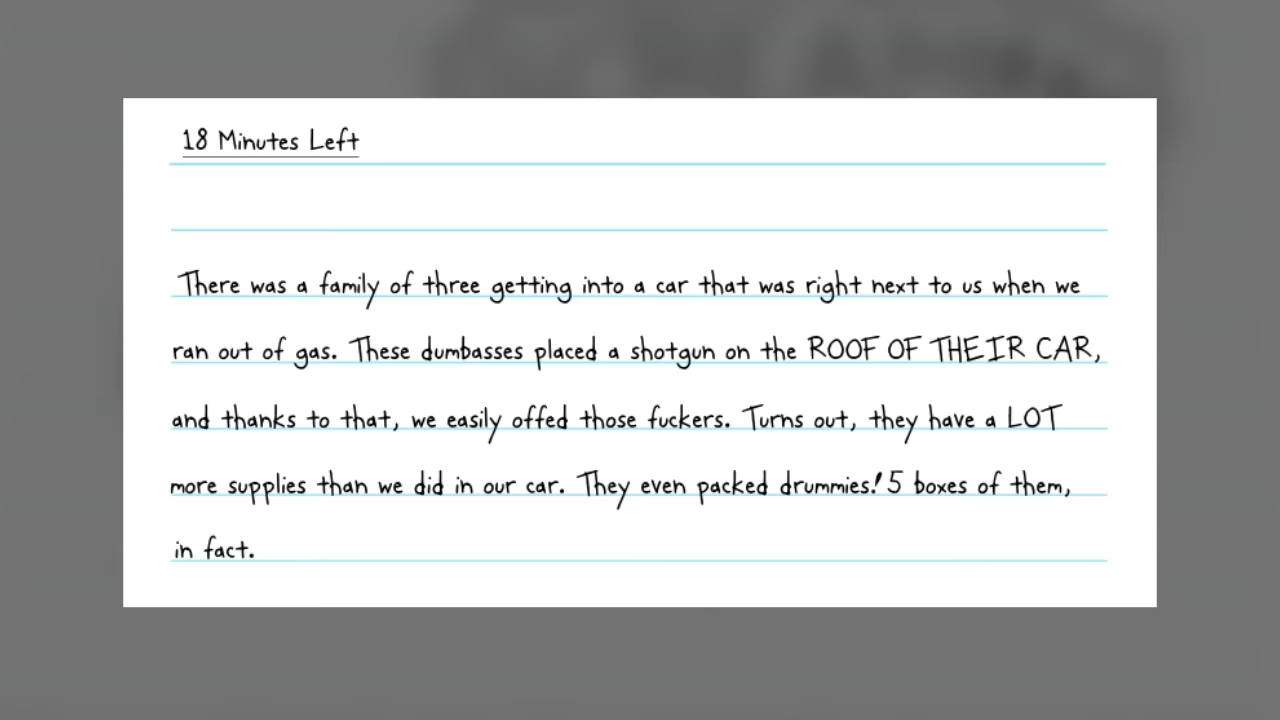 18 Minutes Left
There was a family of three getting into a car that was right next to us when we
ran out of gas. These dumbasses placed a shotgun on the ROOF OF THEIR CAR,
and thanks to that, we easily offed those fuckers. Turns out, they have a LOT
more supplies than we did in our car. They even packed drummies! 5 boxes of them,
in fact.